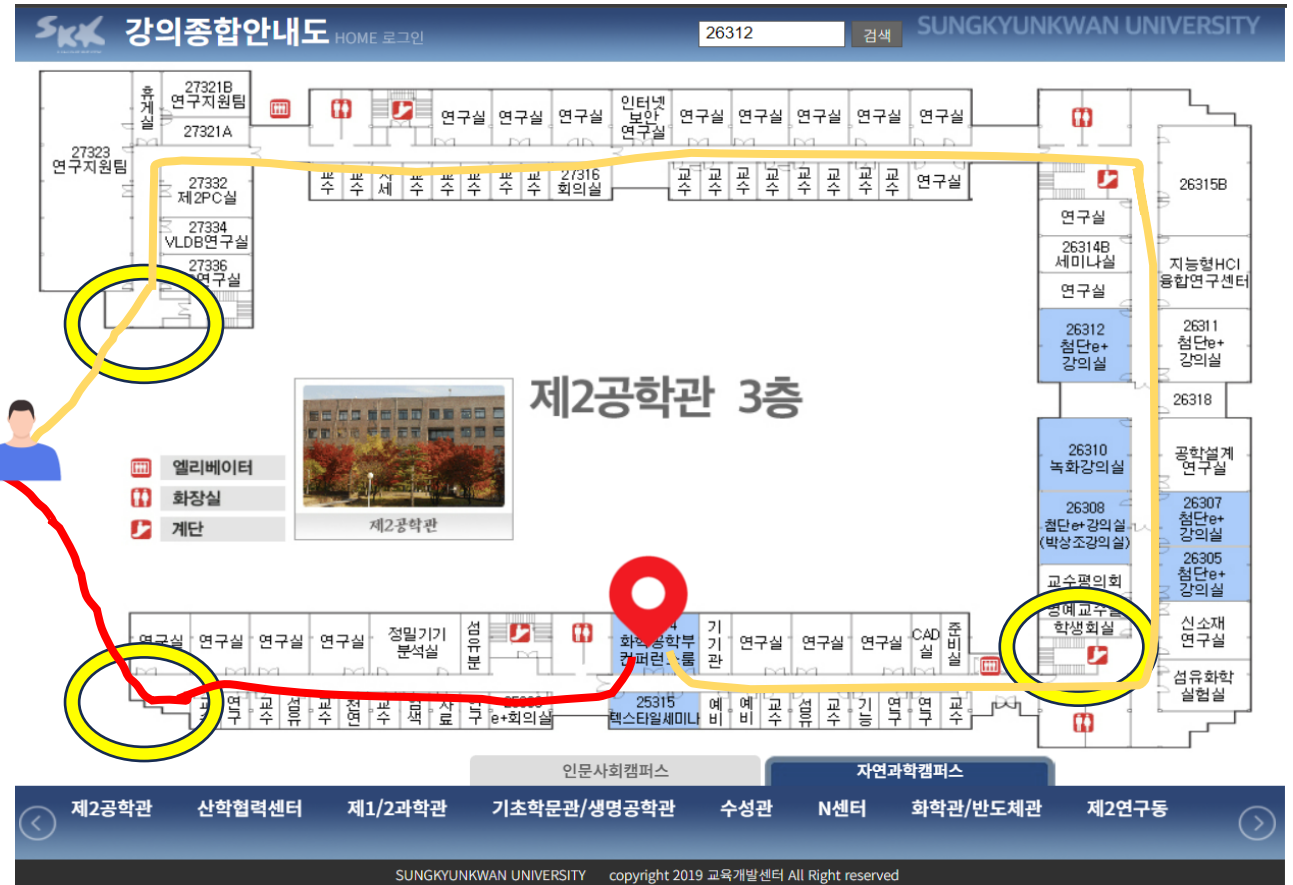 SKK 강의종합안내도 HOME 로그인 26312 검색 SUNGKYUNKWAN UNIVERSITY
27323
연구지원팀
휴게실
27321B
연구지원팀
27321A
27332
제2PC실
27334
VLDB연구실
27336
연구실
연구실 연구실 연구실
인터넷
보안
연구실
연구실 연구실 연구실 연구실 연구실
교수 교수 세 교수 교수 교수 교수 교수
27316
회의실
교수 교수 교수 교수 교수 교수 교수 교수 연구실
연구실
26314B
세미나실
연구실
26312
첨단e+
강의실
26315B
지능형HCI
융합연구센터
26311
첨단e+
강의실
26318
제2공학관 3층
제2공학관
엘리베이터
화장실
계단
26310
녹화강의실
26308
첨단e+강의실
(박상조강의실)
교수평의회
명예교수실
학생회실
공학설계
연구실
26307
첨단e+
강의실
26305
첨단e+
강의실
신소재
연구실
섬유화학
실험실
연구실 연구실 연구실 연구실
정밀기기
분석실
섬유분
화학공학부
컨퍼런스룸
기기관
연구실 연구실 연구실
CAD
실
준비실
연구 교수 섬유 교수 전연 교수 색 자료 연구
e+회의실
25315
텍스타일세미나
예비 예비 교수 섬유 교수 기능 연구 연구 교수
인문사회캠퍼스 자연과학캠퍼스
제2공학관 산학협력센터 제1/2과학관 기초학문관/생명공학관 수성관 N센터 화학관/반도체관 제2연구동
SUNGKYUNKWAN UNIVERSITY copyright 2019 교육개발센터 All Right reserved